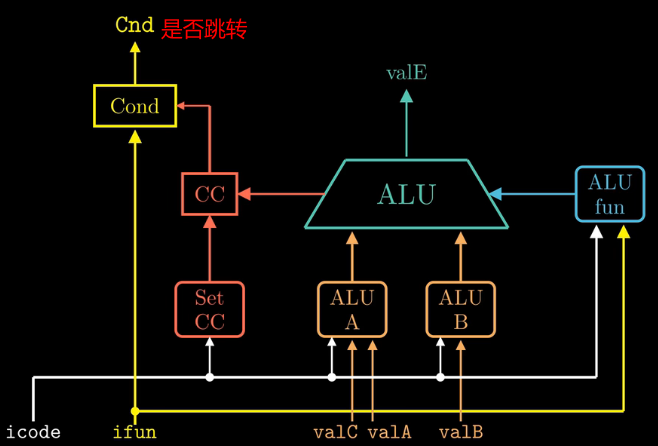 Cnd 是否跳转
valE
Cond
CC
ALU
ALU
fun
Set
CC
ALU
A
ALU
B
icode
ifun
valC
valA
valB